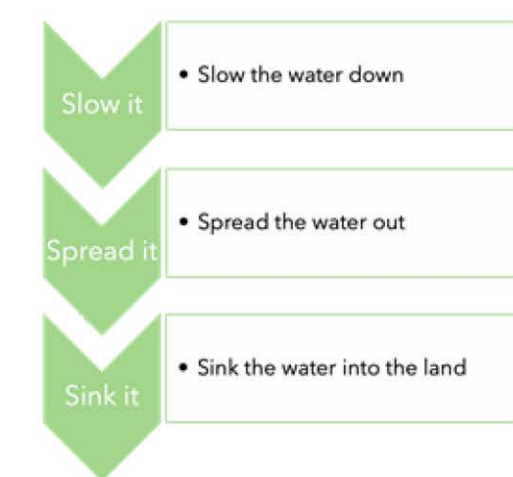 Slow it
• Slow the water down
Spread it
• Spread the water out
Sink it
• Sink the water into the land